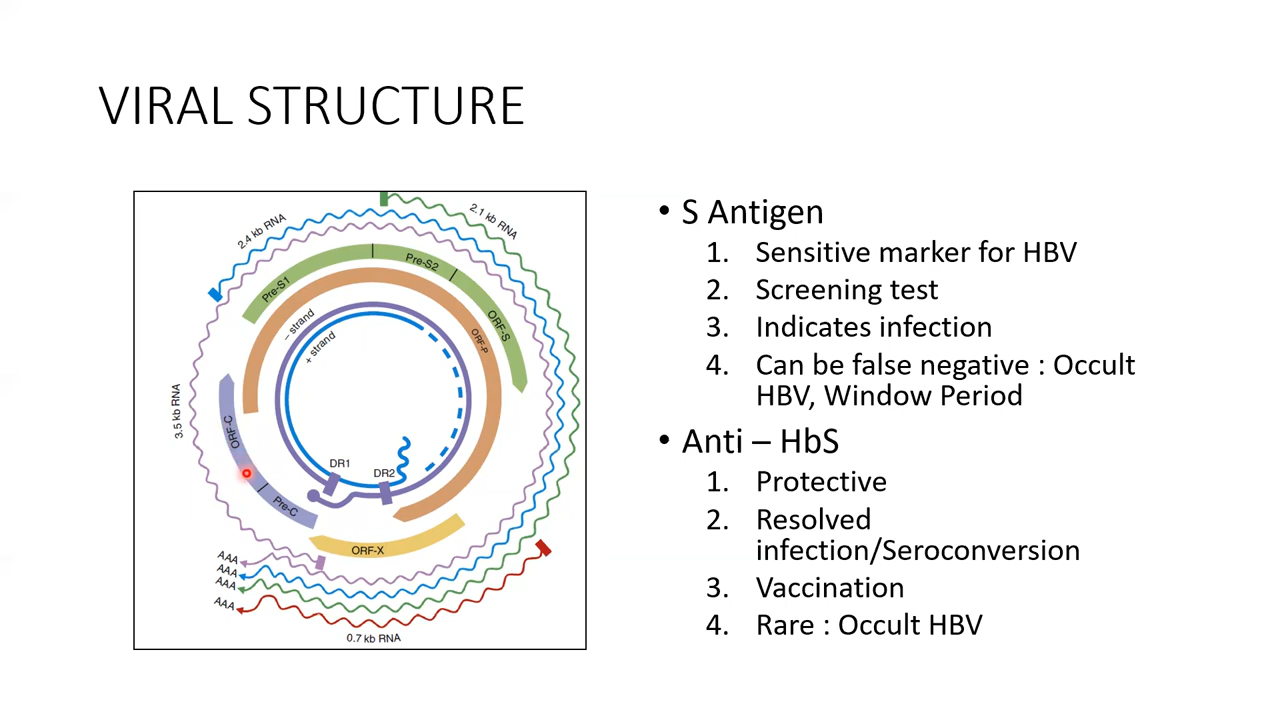 VIRAL STRUCTURE
2.4 kb RNA
2.1 kb RNA
Pre-S1
Pre-S2
ORF-S
ORF-P
– strand
+ strand
3.5 kb RNA
ORF-C
Pre-C
DR1
DR2
ORF-X
AAA
AAA
AAA
AAA
0.7 kb RNA
• S Antigen
1. Sensitive marker for HBV
2. Screening test
3. Indicates infection
4. Can be false negative : Occult
HBV, Window Period
• Anti – HbS
1. Protective
2. Resolved
infection/Seroconversion
3. Vaccination
4. Rare : Occult HBV